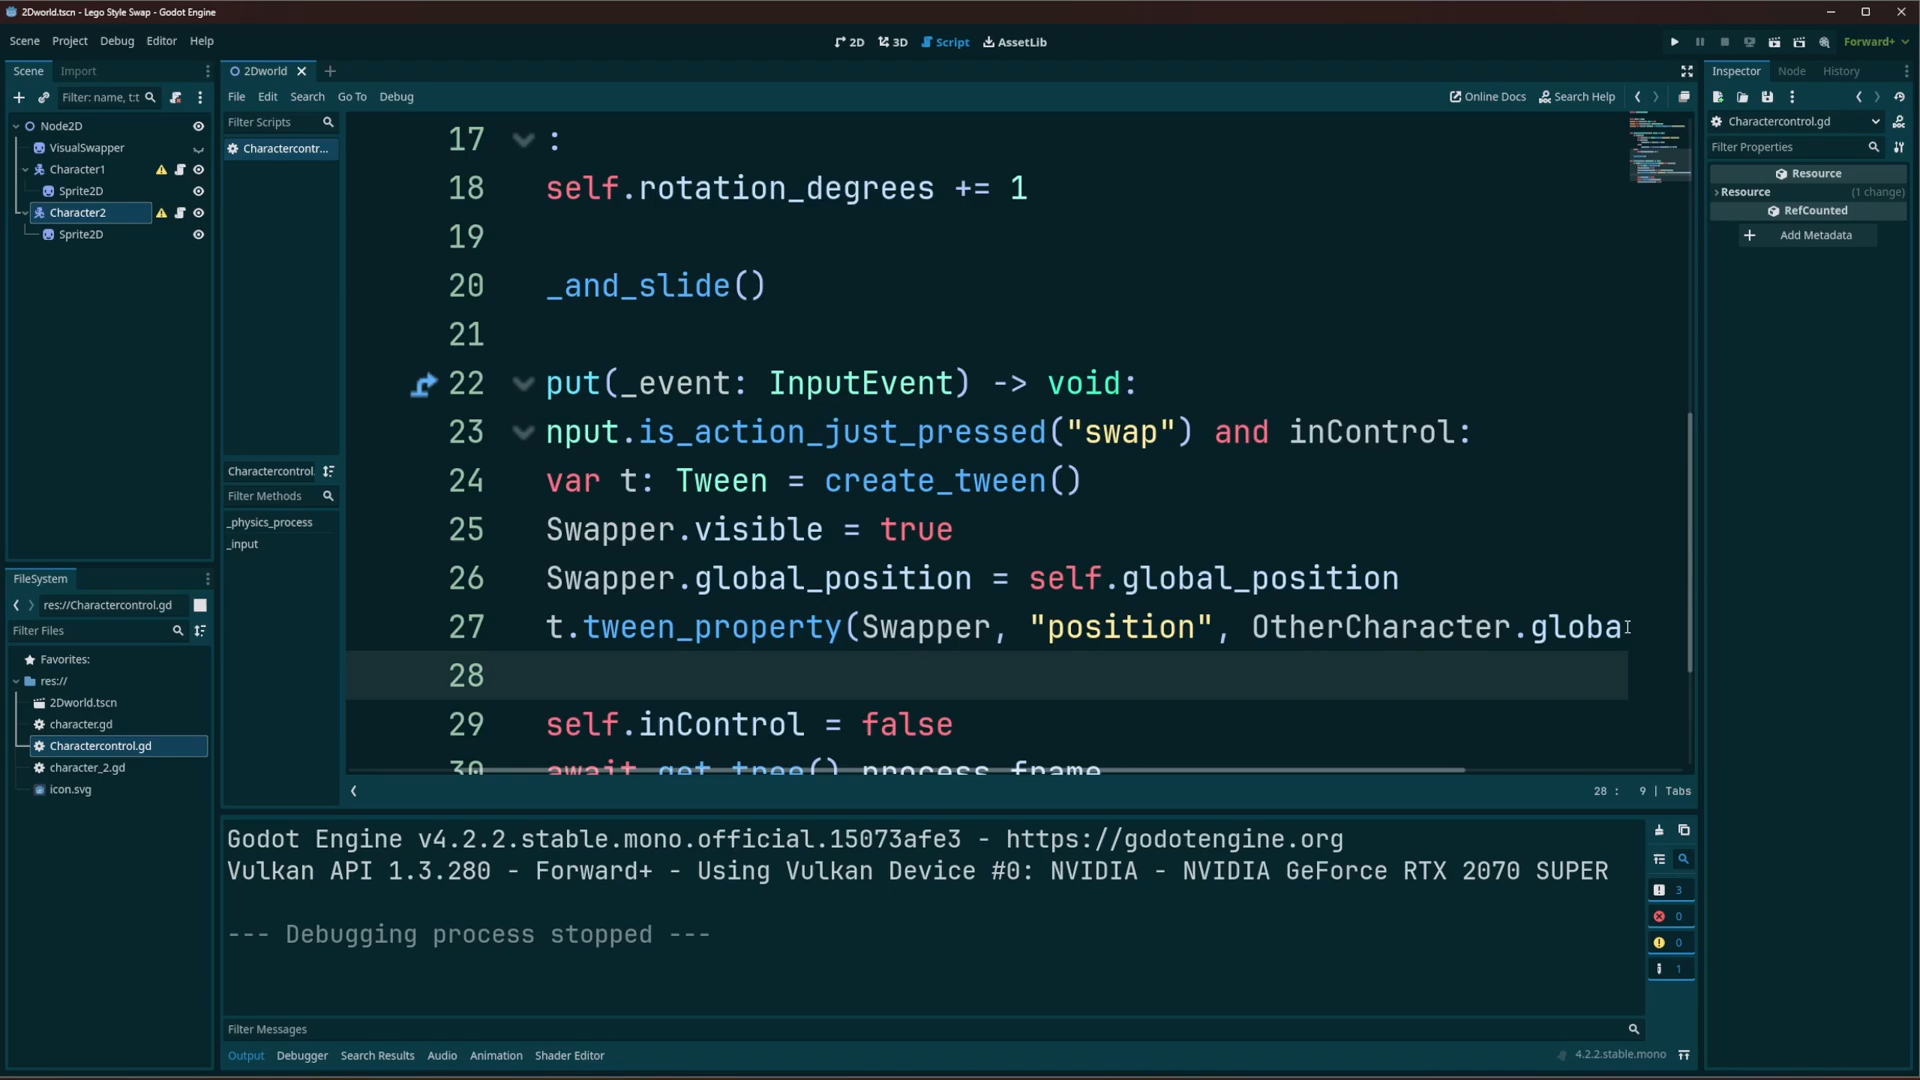 2Dworld.tscn - Lego Style Swap - Godot Engine
Scene Project Debug Editor Help
2D 3D Script AssetLib
Forward+
Scene Import
Filter: name, t:t
Node2D
VisualSwapper
Character1
Sprite2D
Character2
Sprite2D
FileSystem
res://Charactercontrol.gd
Filter Files
Favorites:
res://
2Dworld.tscn
character.gd
Charactercontrol.gd
character_2.gd
icon.svg
2Dworld
File Edit Search Go To Debug
Online Docs Search Help
Filter Scripts
Charactercontr...
Charactercontrol.
Filter Methods
_physics_process
_input
17 :
18 self.rotation_degrees += 1
19
20 _and_slide()
21
22 put(_event: InputEvent) -> void:
23 nput.is_action_just_pressed("swap") and inControl:
24 var t: Tween = create_tween()
25 Swapper.visible = true
26 Swapper.global_position = self.global_position
27 t.tween_property(Swapper, "position", OtherCharacter.globa
28
29 self.inControl = false
30 await get_tree().process_frame
28 : 9 | Tabs
Godot Engine v4.2.2.stable.mono.official.15073afe3 - https://godotengine.org
Vulkan API 1.3.280 - Forward+ - Using Vulkan Device #0: NVIDIA - NVIDIA GeForce RTX 2070 SUPER
--- Debugging process stopped ---
3
0
0
1
Filter Messages
Output Debugger Search Results Audio Animation Shader Editor
4.2.2.stable.mono
Inspector Node History
Charactercontrol.gd
Filter Properties
Resource
Resource (1 change)
RefCounted
Add Metadata